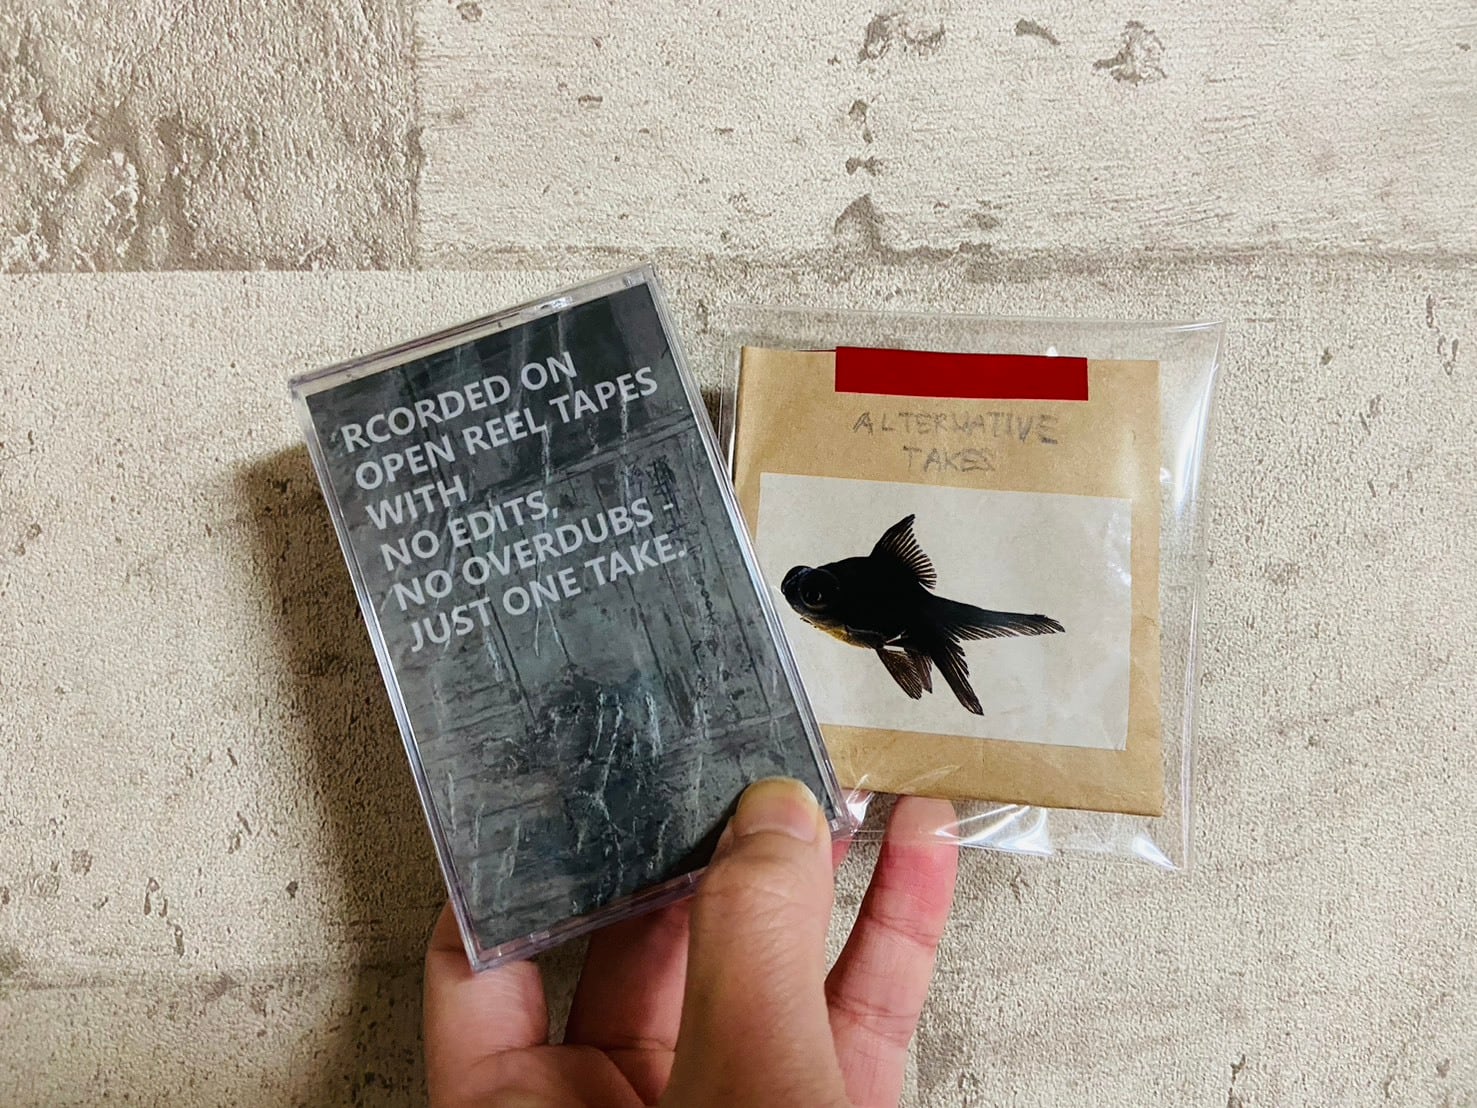 RCORDED ON
OPEN REEL TAPES
WITH
NO EDITS,
NO OVERDUBS -
JUST ONE TAKE.
ALTERNATIVE
TAKES